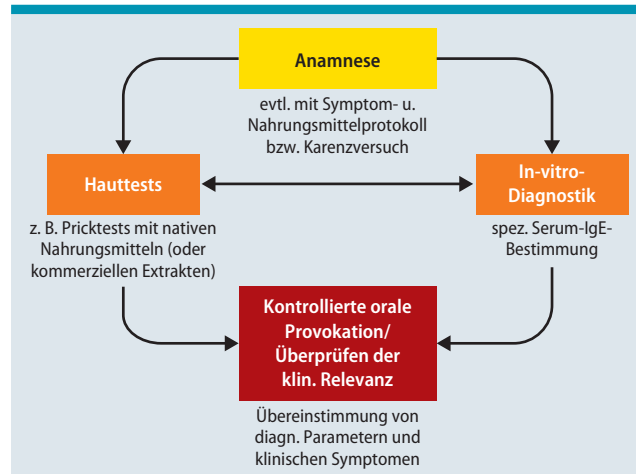 Anamnese
evtl. mit Symptom- u.
Nahrungsmittelprotokoll
bzw. Karenzversuch
Hauttests
z. B. Pricktests mit nativen
Nahrungsmitteln (oder
kommerziellen Extrakten)
In-vitro-
Diagnostik
spez. Serum-IgE-
Bestimmung
Kontrollierte orale
Provokation/
Überprüfen der
klin. Relevanz
Übereinstimmung von
diagn. Parametern und
klinischen Symptomen